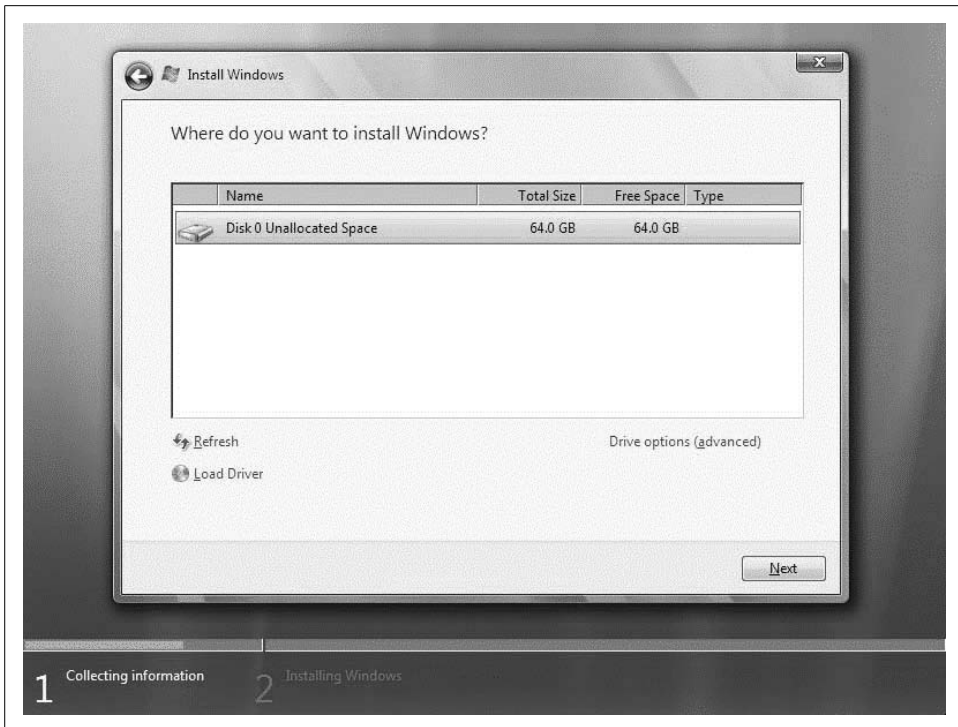 Install Windows
Where do you want to install Windows?
Name Total Size Free Space Type
Disk 0 Unallocated Space 64.0 GB 64.0 GB
Refresh Drive options (advanced)
Load Driver
Next
1 Collecting information 2 Installing Windows